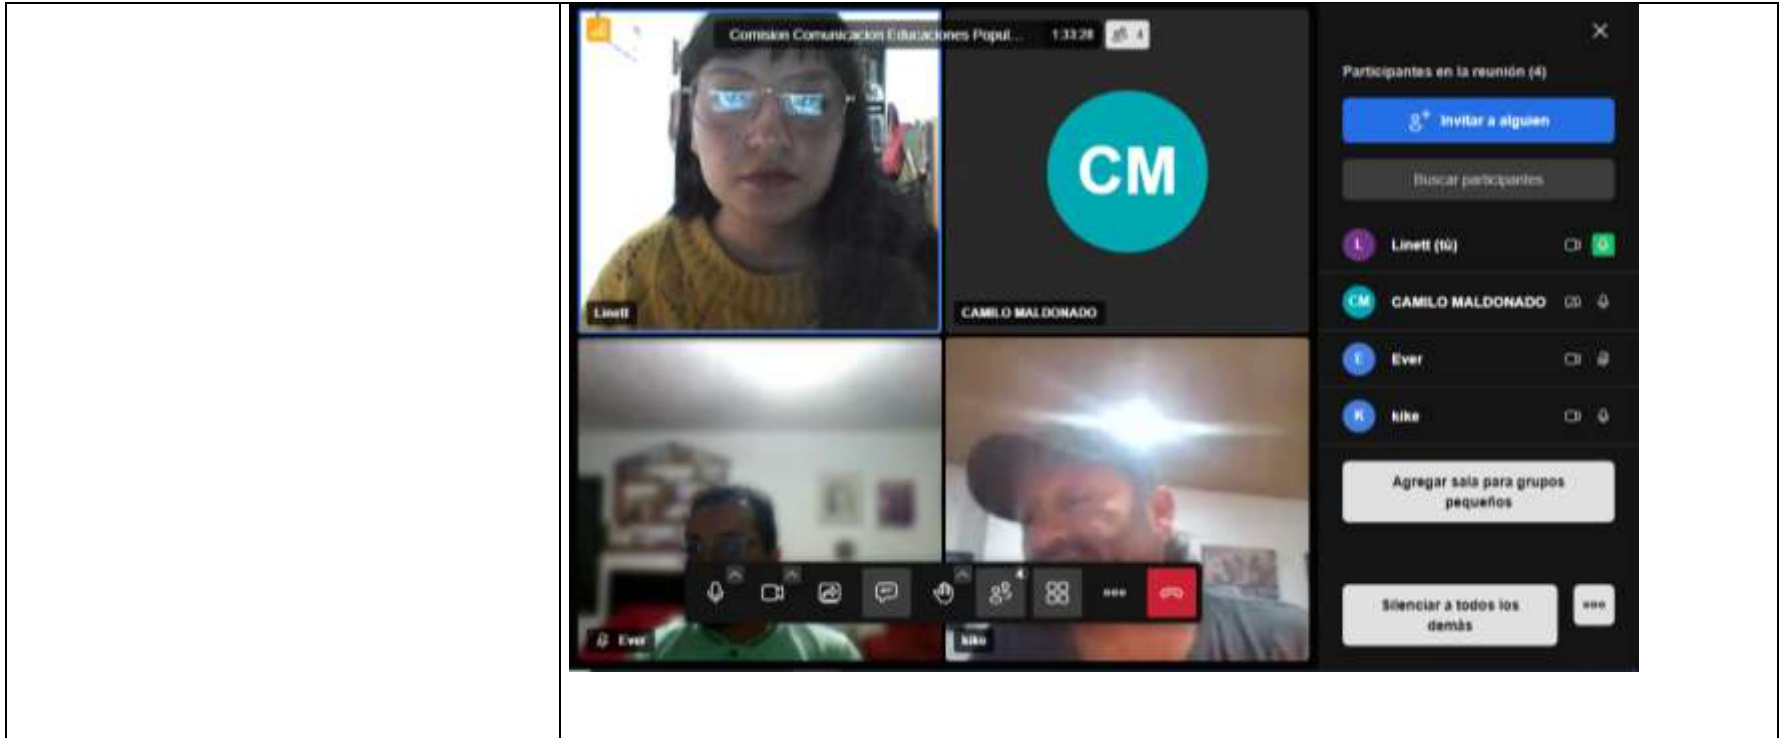 Comision Comunicacion Educaciones Popul... 1:33:28 4
Participantes en la reunión (4)
Invitar a alguien
Buscar participantes
CM
Linett
CAMILO MALDONADO
L Linett (tú)
CM CAMILO MALDONADO
E Ever
K kike
Agregar sala para grupos
pequeños
4
Ever
kike
Silenciar a todos los
demás